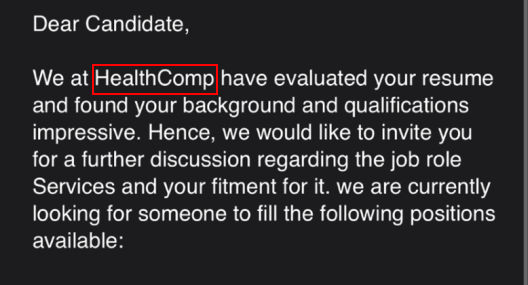 Dear Candidate,
We at HealthComp have evaluated your resume
and found your background and qualifications
impressive. Hence, we would like to invite you
for a further discussion regarding the job role
Services and your fitment for it. we are currently
looking for someone to fill the following positions
available: